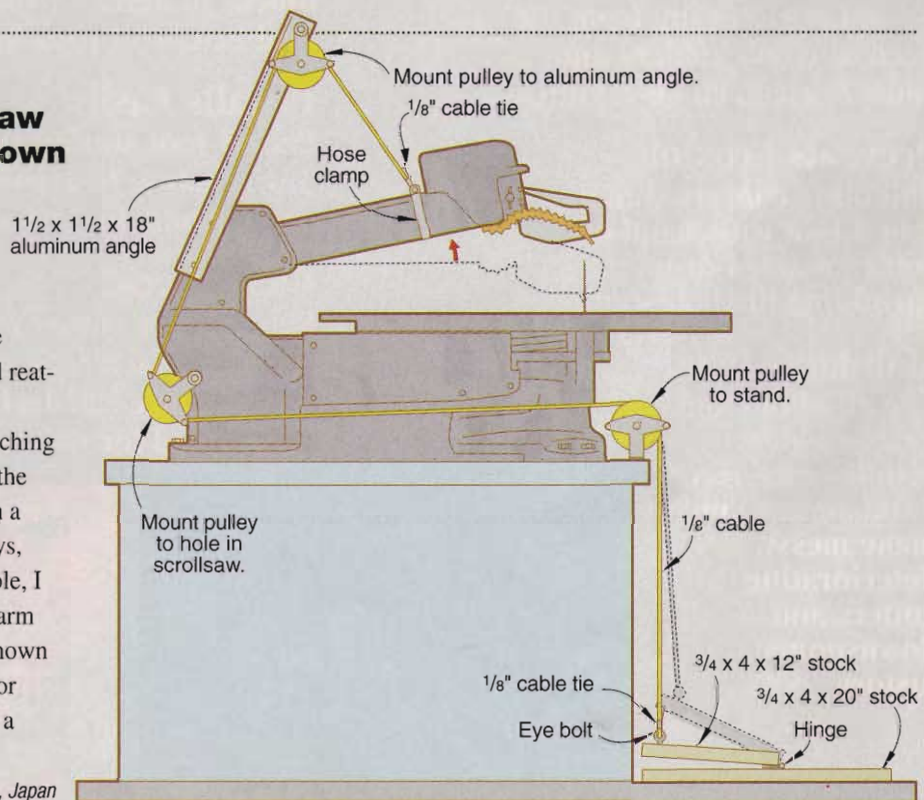 aw
own
e
l reat-
ching
the
n a
ys,
ole, I
arm
nown
or
a
, Japan
Mount pulley to aluminum angle.
1/8" cable tie
Hose
clamp
1 1/2 x 1 1/2 x 18"
aluminum angle
Mount pulley
to stand.
Mount pulley
to hole in
scrollsaw.
1/8" cable
3/4 x 4 x 12" stock
3/4 x 4 x 20" stock
1/8" cable tie
Eye bolt
Hinge